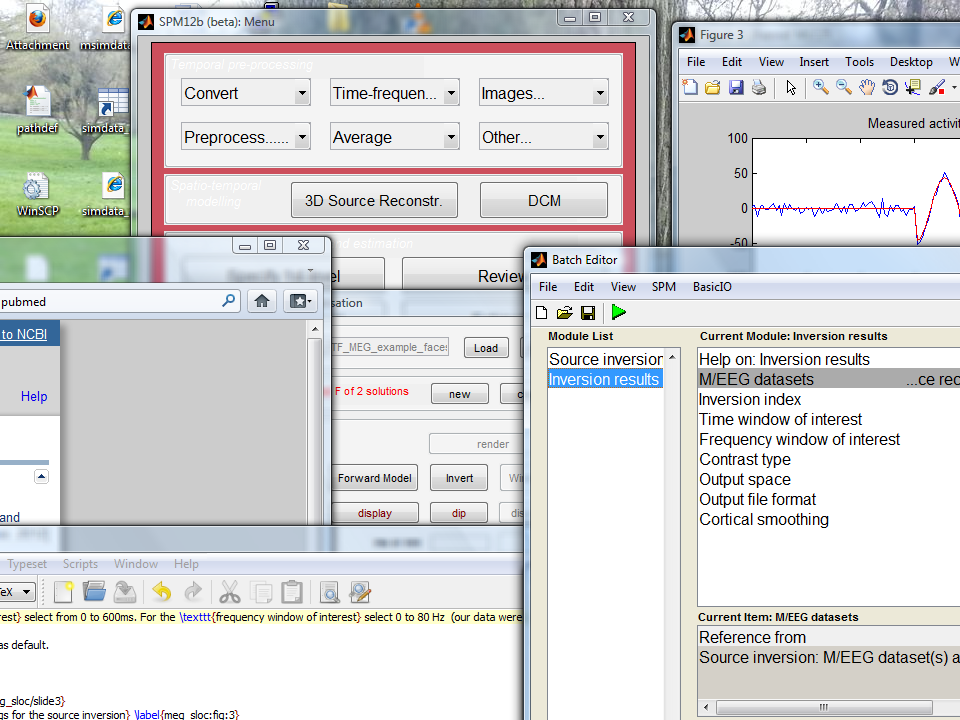 Attachment
msimdata
pathdef
simdata_
WinSCP
simdata_
SPM12b (beta): Menu
Temporal pre-processing
Convert
Time-frequen...
Images...
Preprocess......
Average
Other...
Spatio-temporal
modelling
3D Source Reconstr.
DCM
nd estimation
Review
Figure 3
File Edit View Insert Tools Desktop W
Measured activit
100
50
0
-50
pubmed
to NCBI
Help
and
sation
TF_MEG_example_faces
Load
F of 2 solutions
new
render
Forward Model
Invert
Wi
display
dip
dis
Batch Editor
File Edit View SPM BasicIO
Module List
Source inversion
Inversion results
Current Module: Inversion results
Help on: Inversion results
M/EEG datasets ...ce rec
Inversion index
Time window of interest
Frequency window of interest
Contrast type
Output space
Output file format
Cortical smoothing
Current Item: M/EEG datasets
Reference from
Source inversion: M/EEG dataset(s) a
Typeset Scripts Window Help
eX
rest} select from 0 to 600ms. For the \texttt{frequency window of interest} select 0 to 80 Hz (our data were
as default.
g_sloc/slide3}
gs for the source inversion} \label{meg_sloc:fig:3}